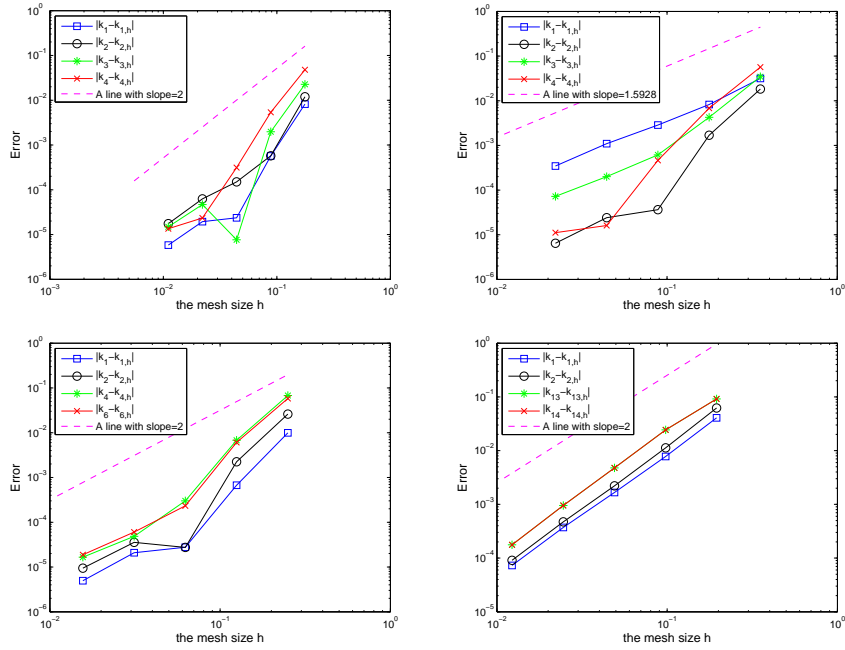 10^0
10^-1
10^-2
10^-3
10^-4
10^-5
10^-6
Error
|k_1-k_{1,h}|
|k_2-k_{2,h}|
|k_3-k_{3,h}|
|k_4-k_{4,h}|
A line with slope=2
10^-3
10^-2
10^-1
10^0
the mesh size h
10^0
10^-1
10^-2
10^-3
10^-4
10^-5
10^-6
Error
|k_1-k_{1,h}|
|k_2-k_{2,h}|
|k_3-k_{3,h}|
|k_4-k_{4,h}|
A line with slope=1.5928
10^-2
10^-1
10^0
the mesh size h
10^0
10^-1
10^-2
10^-3
10^-4
10^-5
10^-6
Error
|k_1-k_{1,h}|
|k_2-k_{2,h}|
|k_4-k_{4,h}|
|k_6-k_{6,h}|
A line with slope=2
10^-2
10^-1
10^0
the mesh size h
10^0
10^-1
10^-2
10^-3
10^-4
10^-5
Error
|k_1-k_{1,h}|
|k_2-k_{2,h}|
|k_{13}-k_{13,h}|
|k_{14}-k_{14,h}|
A line with slope=2
10^-2
10^-1
10^0
the mesh size h